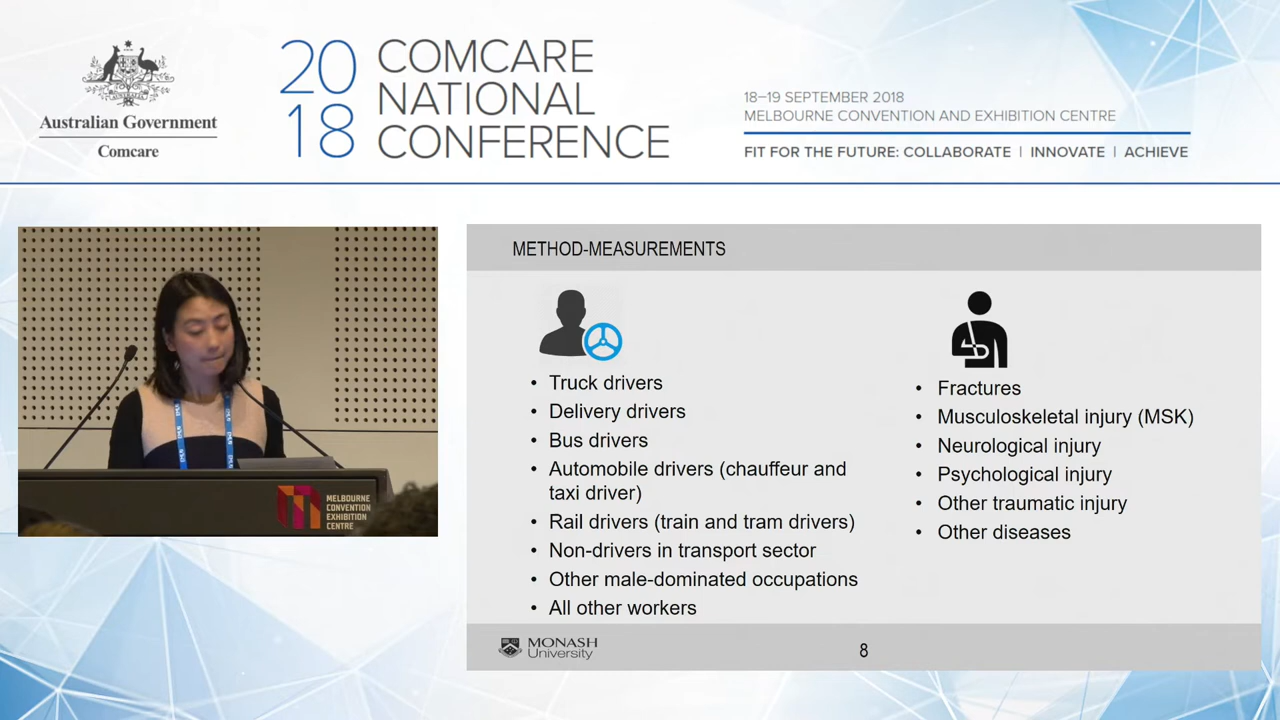 Australian Government
Comcare
20
18
COMCARE
NATIONAL
CONFERENCE
18–19 SEPTEMBER 2018
MELBOURNE CONVENTION AND EXHIBITION CENTRE
FIT FOR THE FUTURE: COLLABORATE | INNOVATE | ACHIEVE
MELBOURNE
CONVENTION
EXHIBITION
CENTRE
METHOD-MEASUREMENTS
• Truck drivers
• Delivery drivers
• Bus drivers
• Automobile drivers (chauffeur and
taxi driver)
• Rail drivers (train and tram drivers)
• Non-drivers in transport sector
• Other male-dominated occupations
• All other workers
• Fractures
• Musculoskeletal injury (MSK)
• Neurological injury
• Psychological injury
• Other traumatic injury
• Other diseases
MONASH
University
8